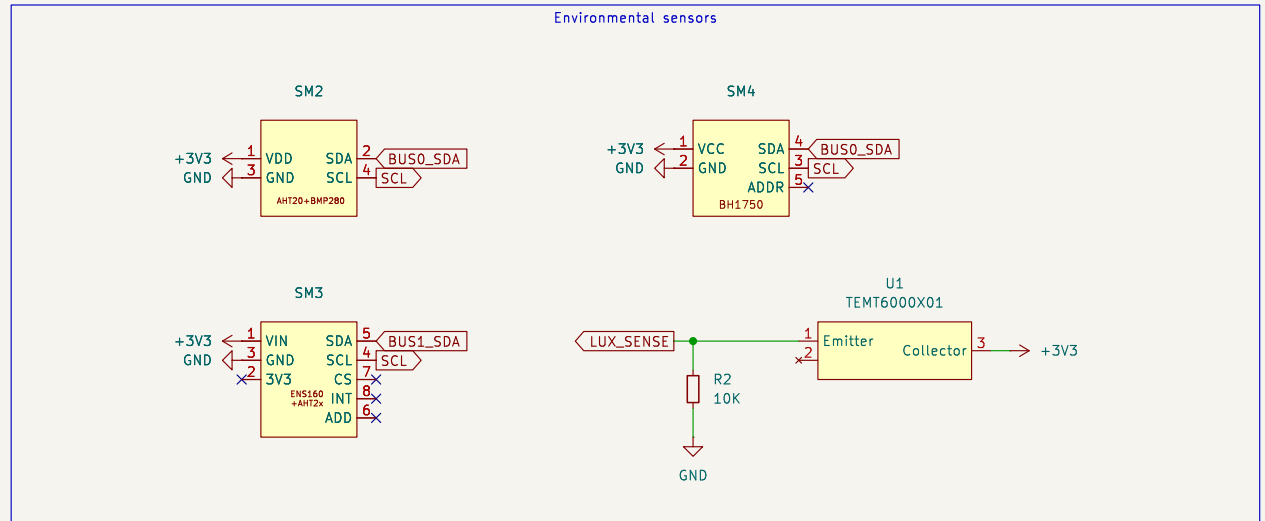 Environmental sensors
SM2
+3V3 1 VDD SDA 2 BUS0_SDA
GND 3 GND SCL 4 SCL
AHT20+BMP280
SM4
+3V3 1 VCC SDA 4 BUS0_SDA
GND 2 GND SCL 3 SCL
ADDR 5
BH1750
SM3
+3V3 1 VIN SDA 5 BUS1_SDA
GND 3 GND SCL 4 SCL
2 3V3 CS 7
ENS160
+AHT2x
INT 8
ADD 6
U1
TEMT6000X01
LUX_SENSE 1 Emitter
2
Collector 3 +3V3
R2
10K
GND